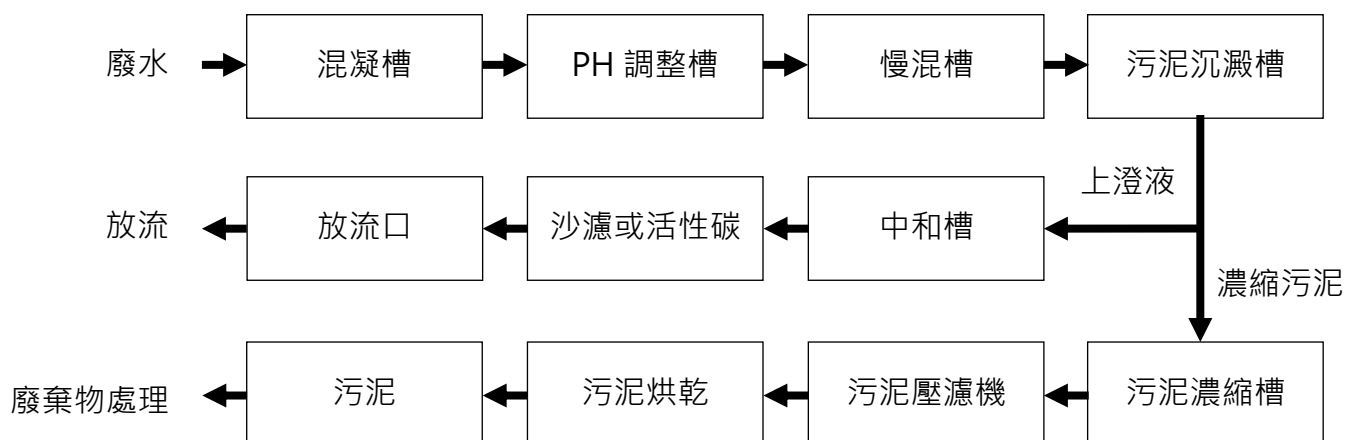 廢水 混凝槽 PH 調整槽 慢混槽 污泥沉澱槽
上澄液
放流 放流口 沙濾或活性碳 中和槽
濃縮污泥
廢棄物處理 污泥 污泥烘乾 污泥壓濾機 污泥濃縮槽